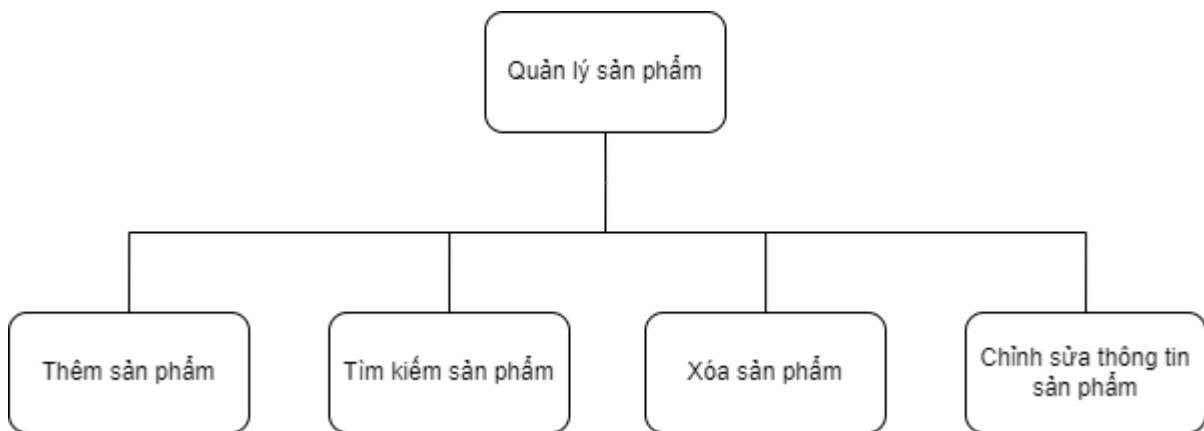 Quản lý sản phẩm
Thêm sản phẩm
Tìm kiếm sản phẩm
Xóa sản phẩm
Chỉnh sửa thông tin
sản phẩm